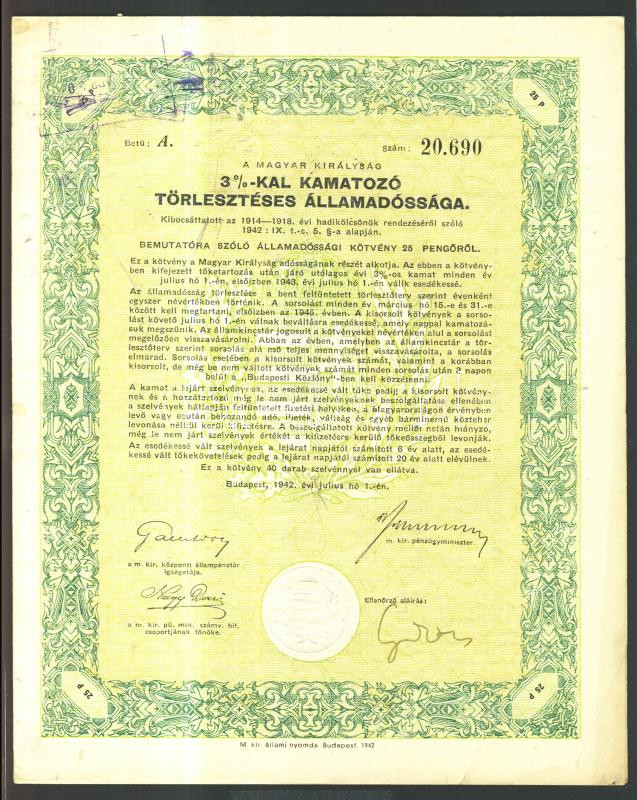 25 P
Betű: A.
Szám: 20.690
A MAGYAR KIRÁLYSÁG
3%-KAL KAMATOZÓ
TÖRLESZTÉSES ÁLLAMADÓSSÁGA.
Kibocsáttatott az 1914—1918. évi hadikölcsönök rendezéséről szóló
1942: IX. t.-c. 5. §-a alapján.
BEMUTATÓRA SZÓLÓ ÁLLAMADÓSSÁGI KÖTVÉNY 25 PENGŐRŐL.
Ez a kötvény a Magyar Királyság adósságának részét alkotja. Az ebben a kötvény-
ben kifejezett tőketartozás után járó utólagos évi 3%-os kamat minden év
július hó 1.-én, elsőízben 1943. évi július hó 1.-én válik esedékessé.
Az államadósság törlesztése a bent feltüntetett törlesztőterv szerint évenként
egyszer névértékben történik. A sorsolást minden év március hó 15.-e és 31.-e
között kell megtartani, elsőízben az 1945. évben. A kisorsolt kötvények a sorso-
lást követő július hó 1.-én válnak beváltásra esedékessé, amely nappal kamatozá-
suk megszünik. Az államkincstár jogosult a kötvényeket névértéken alul a sorsolást
megelőzően visszavásárolni. Abban az évben, amelyben az államkincstár a tör-
lesztőterv szerint sorsolás alá eső teljes mennyiséget visszavásárolta, a sorsolás
elmarad. Sorsolás esetében a kisorsolt kötvények számát, valamint a korábban
kisorsolt, de még be nem váltott kötvények számát minden sorsolás után 3 napon
belül a „Budapesti Közlöny”-ben kell közzétenni.
A kamat a lejárt szelvények, az esedékessé vált tőke pedig a kisorsolt kötvény-
nek és a hozzátartozó még le nem járt szelvényeknek beszolgáltatása ellenében
a szelvények hátlapján feltüntetett fizetési helyeken, a Magyarországon érvényben
levő vagy ezután behozandó adó, illeték, váltság és egyéb bárminemű közteher
levonása nélkül kerül kifizetésre. A beszolgáltatott kötvény mellől netán hiányzó,
még le nem járt szelvények értékét a kifizetésre kerülő tőkeösszegből levonják.
Az esedékessé vált szelvények a lejárat napjától számított 6 év alatt, az esedé-
kessé vált tőkekövetelések pedig a lejárat napjától számított 20 év alatt elévülnek.
Ez a kötvény 40 darab szelvénnyel van ellátva.
Budapest, 1942. évi július hó 1.-én.
a m. kir. központi állampénztár
igazgatója.
m. kir. pénzügyminiszter.
Nagy Dezső
a m. kir. pü. min. számv. hit.
csoportjának főnöke.
Ellenőrző aláírás:
25 P
25 P
M. kir. állami nyomda Budapest. 1942